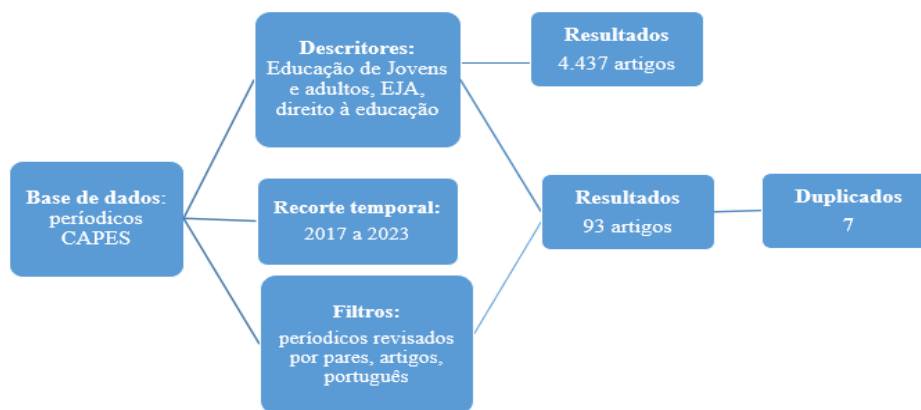 Base de dados:
períodicos
CAPES
Descritores:
Educação de Jovens
e adultos, EJA,
direito à educação
Recorte temporal:
2017 a 2023
Filtros:
períodicos revisados
por pares, artigos,
português
Resultados
4.437 artigos
Resultados
93 artigos
Duplicados
7